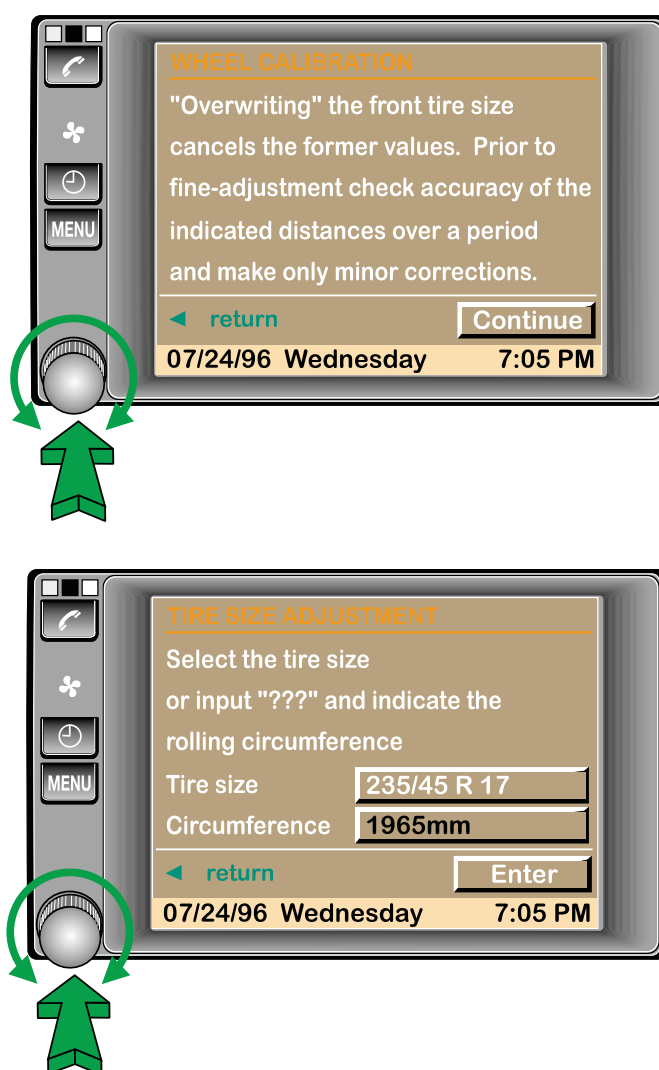 WHEEL CALIBRATION
"Overwriting" the front tire size
cancels the former values.  Prior to
fine-adjustment check accuracy of the
indicated distances over a period
and make only minor corrections.
MENU
◄ return Continue
07/24/96 Wednesday 7:05 PM
TIRE SIZE ADJUSTMENT
Select the tire size
or input "???" and indicate the
rolling circumference
MENU
Tire size 235/45 R 17
Circumference 1965mm
◄ return Enter
07/24/96 Wednesday 7:05 PM